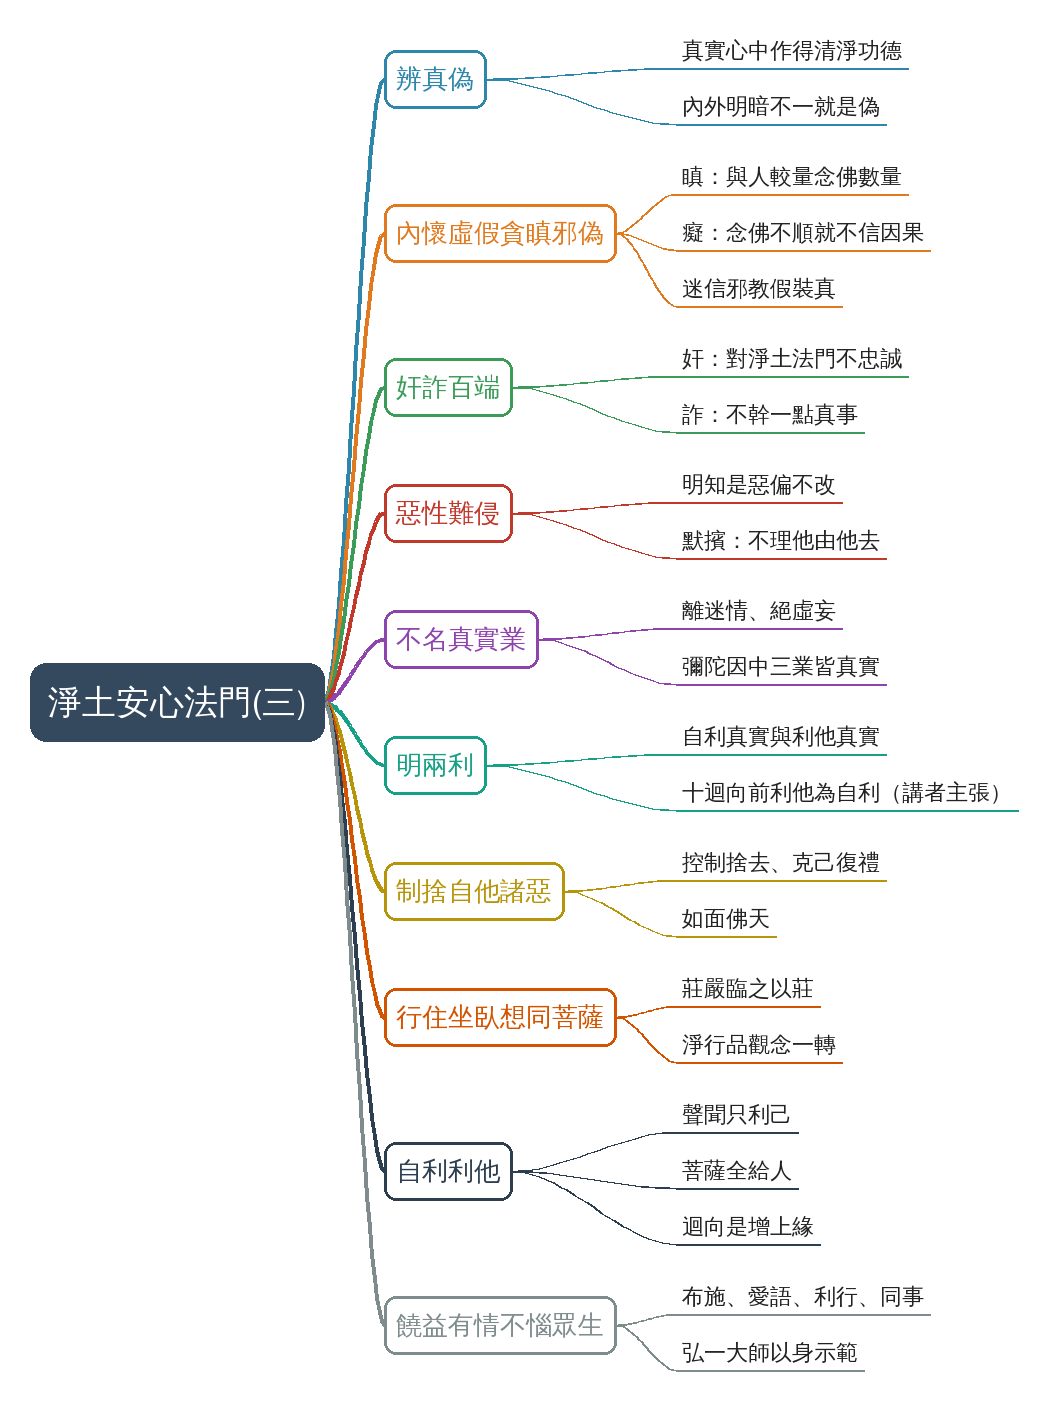 淨土安心法門(三)
辨真偽
真實心中作得清淨功德
內外明暗不一就是偽
內懷虛假貪瞋邪偽
瞋：與人較量念佛數量
癡：念佛不順就不信因果
迷信邪教假裝真
奸詐百端
奸：對淨土法門不忠誠
詐：不幹一點真事
惡性難侵
明知是惡偏不改
默擯：不理他由他去
不名真實業
離迷情、絕虛妄
彌陀因中三業皆真實
明兩利
自利真實與利他真實
十迴向前利他為自利（講者主張）
制捨自他諸惡
控制捨去、克己復禮
如面佛天
行住坐臥想同菩薩
莊嚴臨之以莊
淨行品觀念一轉
自利利他
聲聞只利己
菩薩全給人
迴向是增上緣
饒益有情不惱眾生
布施、愛語、利行、同事
弘一大師以身示範